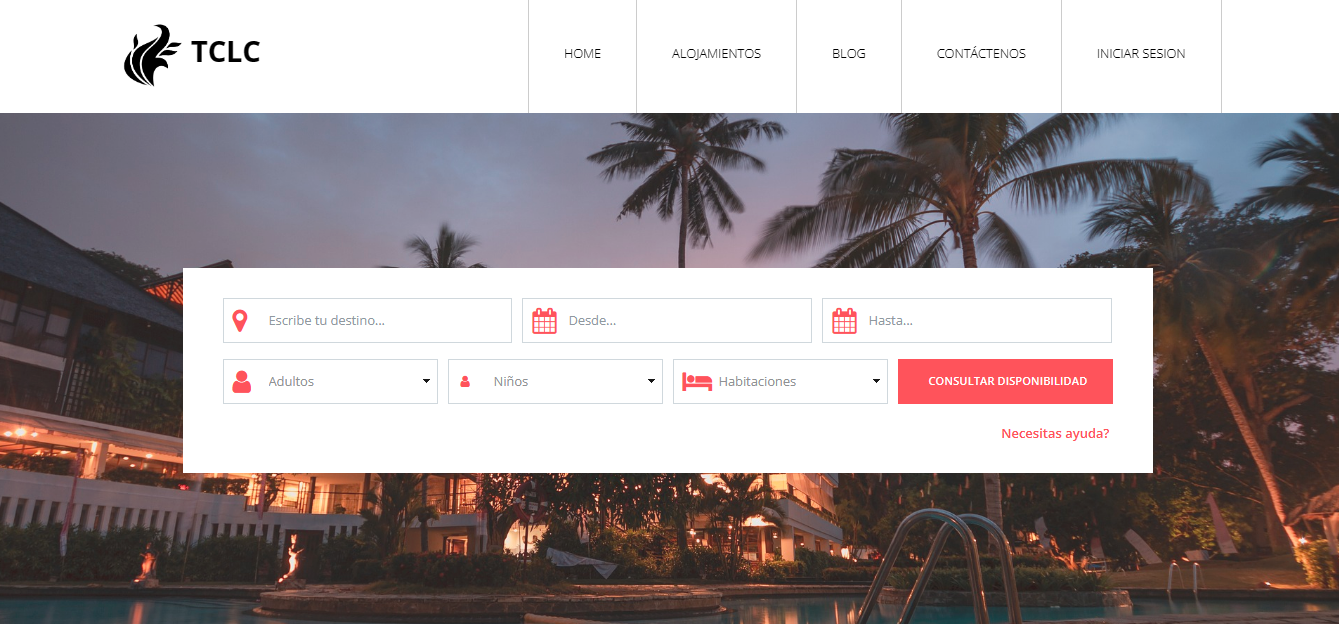 TCLC
HOME
ALOJAMIENTOS
BLOG
CONTÁCTENOS
INICIAR SESION
Escribe tu destino...
Desde...
Hasta...
Adultos
Niños
Habitaciones
CONSULTAR DISPONIBILIDAD
Necesitas ayuda?